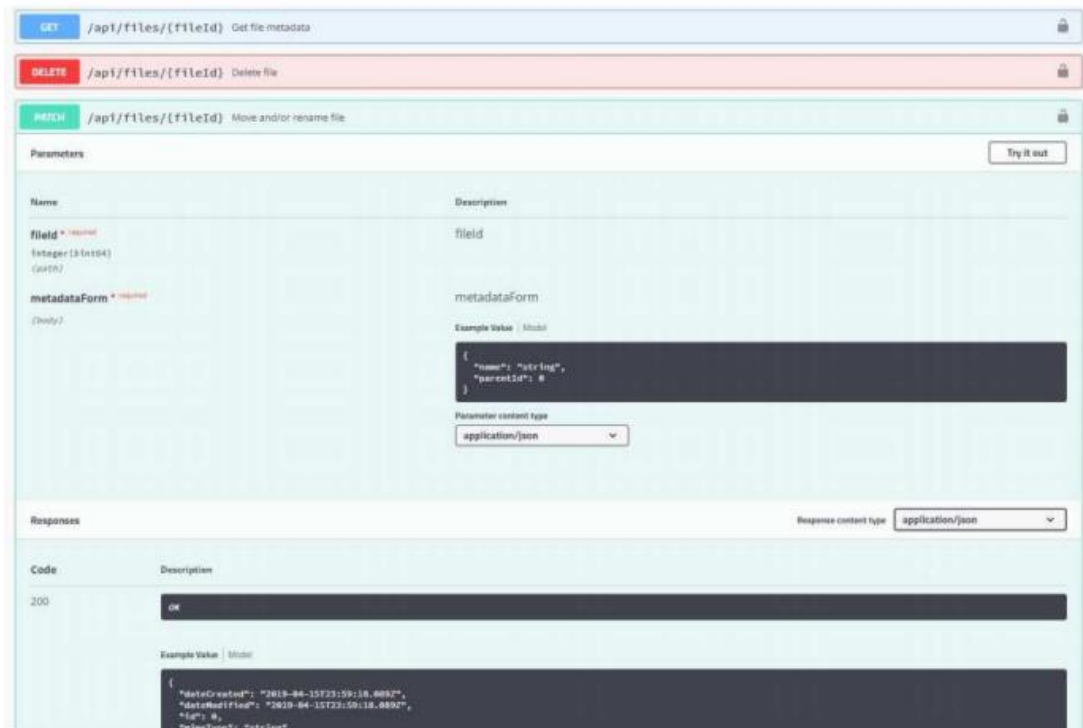 GET /api/files/{fileId} Get file metadata
DELETE /api/files/{fileId} Delete file
PATCH /api/files/{fileId} Move and/or rename file
Parameters
Try it out
Name Description
fileId * required fileId
integer($int64)
(path)
metadataForm * required metadataForm
(body)
Example Value | Model
{
"name": "string",
"parentId": 0
}
Parameter content type
application/json
Responses Response content type application/json
Code Description
200 OK
Example Value | Model
{
"dateCreated": "2019-04-15T23:59:18.089Z",
"dateModified": "2019-04-15T23:59:18.089Z",
"id": 0,
"mimeType": "string"